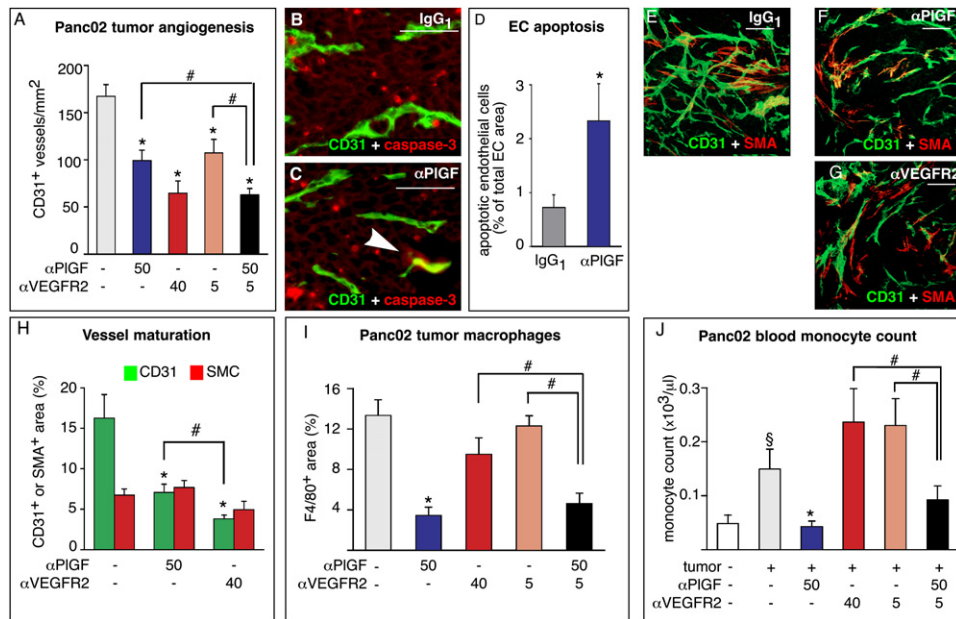 A
Panc02 tumor angiogenesis
CD31+ vessels/mm2
200
150
100
50
0
*
*
*
*
#
#
αPlGF - 50 - - 50
αVEGFR2 - - 40 5 5
B
IgG1
CD31 + caspase-3
C
αPlGF
CD31 + caspase-3
D
EC apoptosis
apoptotic endothelial cells
(% of total EC area)
3
2
1
0
*
IgG1 αPlGF
E
IgG1
CD31 + SMA
F
αPlGF
CD31 + SMA
G
αVEGFR2
CD31 + SMA
H
Vessel maturation
CD31 SMC
CD31+ or SMA+ area (%)
20
15
10
5
0
#
*
*
αPlGF - 50 -
αVEGFR2 - - 40
I
Panc02 tumor macrophages
F4/80+ area (%)
16
12
8
4
0
#
#
*
αPlGF - 50 - - 50
αVEGFR2 - - 40 5 5
J
Panc02 blood monocyte count
monocyte count (x10³/μl)
0.3
0.2
0.1
0
§
*
#
#
tumor - + + + + +
αPlGF - - 50 - - 50
αVEGFR2 - - - 40 5 5